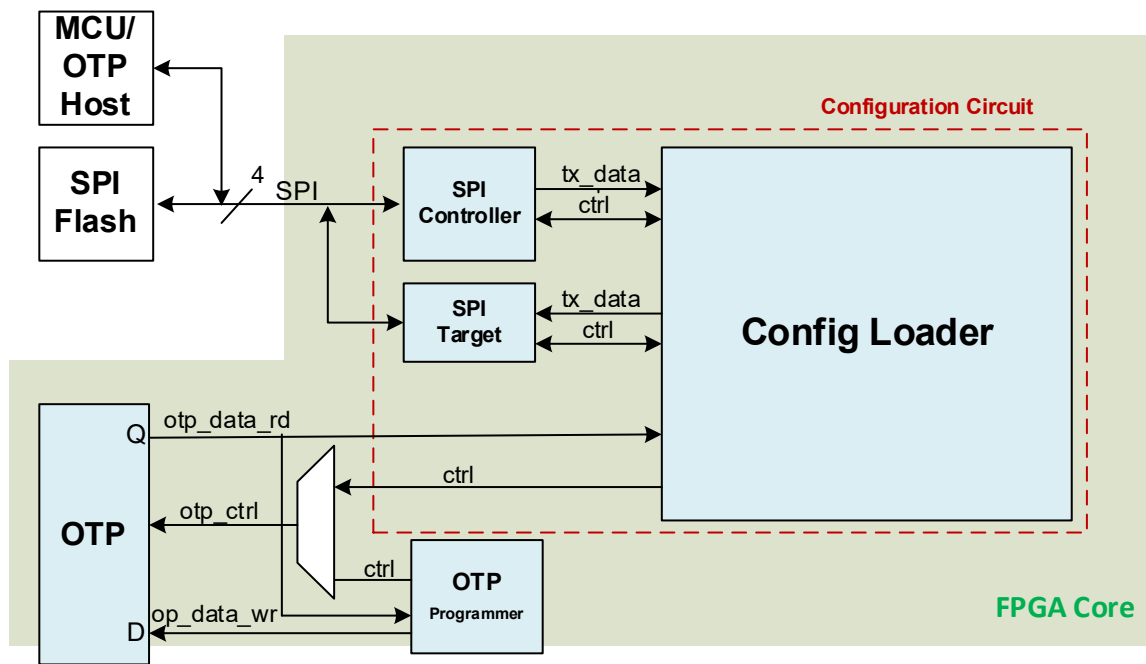 MCU/
OTP
Host
SPI
Flash
4
SPI
Configuration Circuit
SPI
Controller
tx_data
ctrl
SPI
Target
tx_data
ctrl
Config Loader
OTP
Q
otp_data_rd
ctrl
otp_ctrl
ctrl
op_data_wr
D
OTP
Programmer
FPGA Core